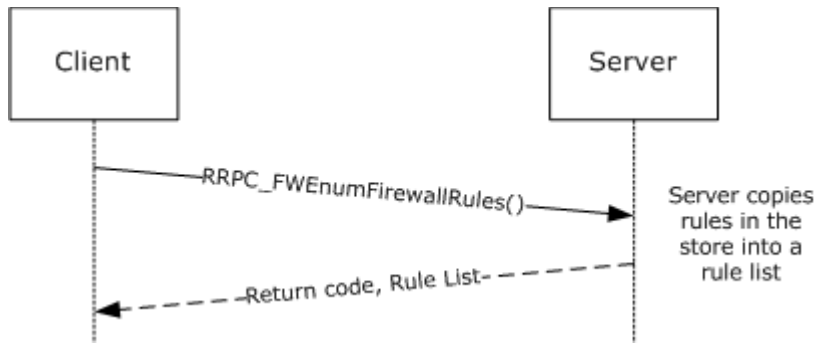 Client
Server
RRPC_FWEnumFirewallRules()
Server copies
rules in the
store into a
rule list
Return code, Rule List